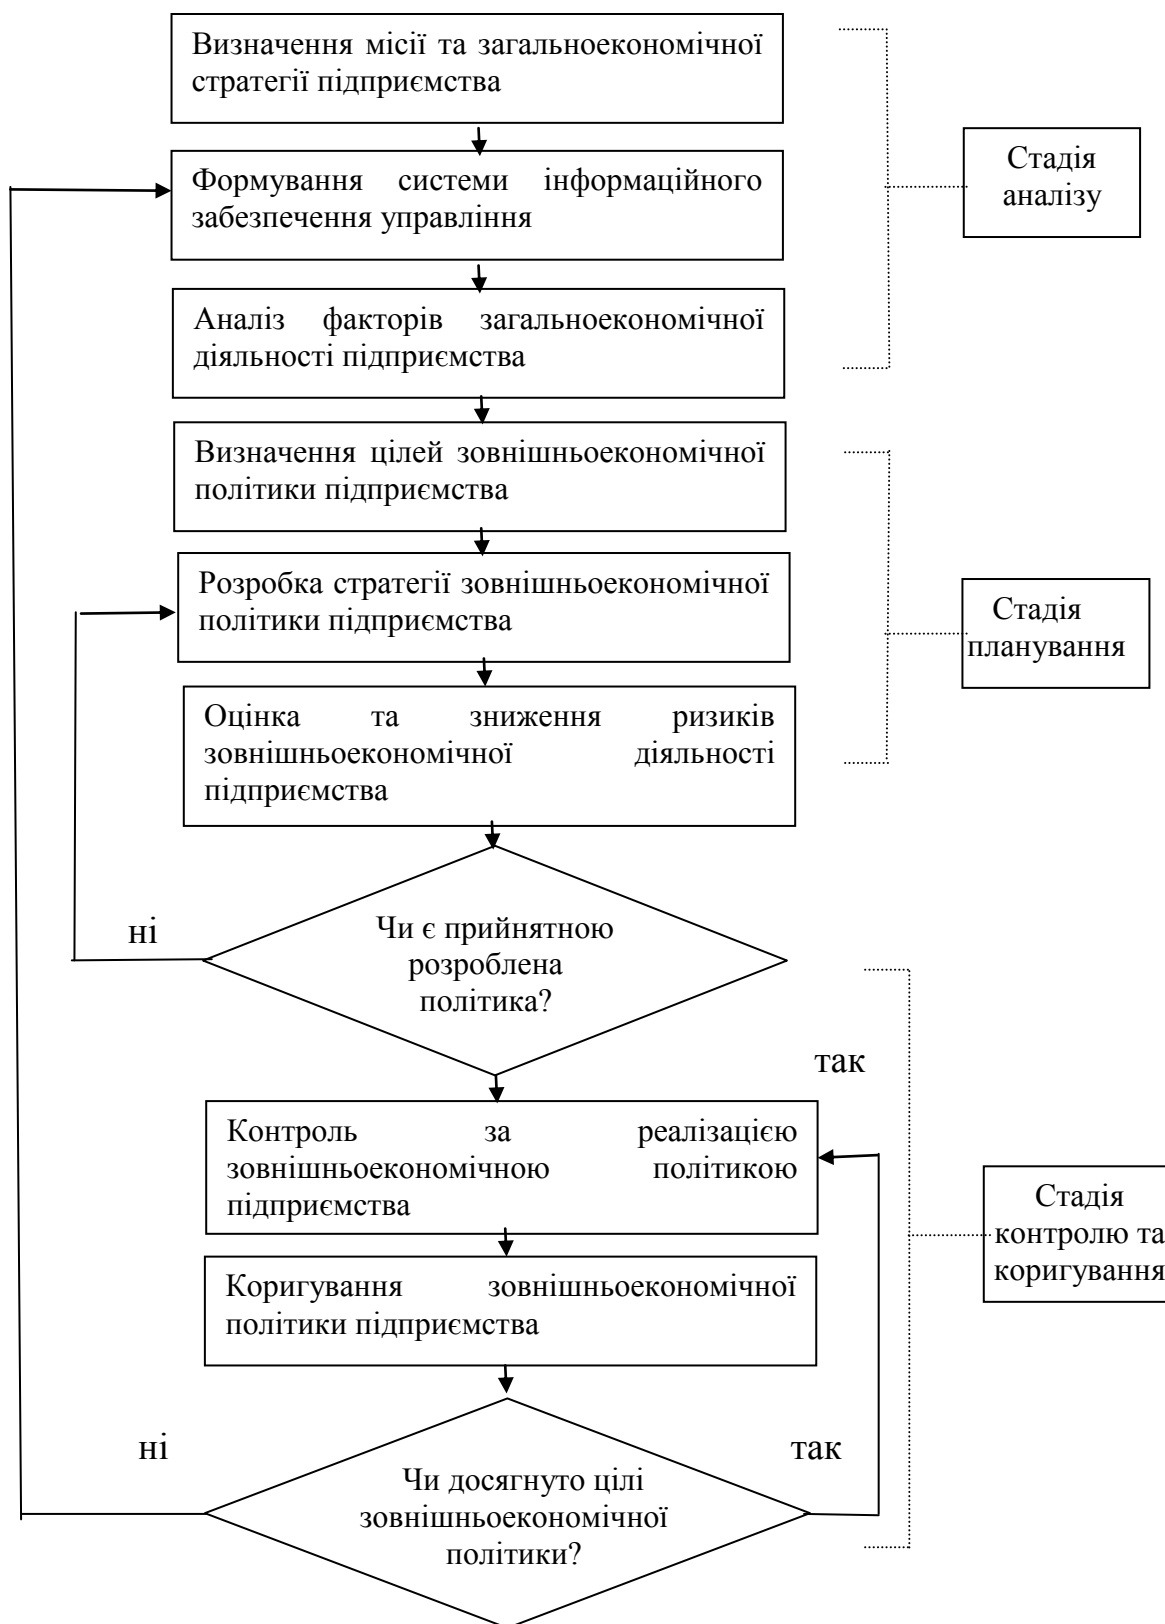 Визначення місії та загальноекономічної
стратегії підприємства
Стадія
аналізу
Формування системи інформаційного
забезпечення управління
Аналіз факторів загальноекономічної
діяльності підприємства
Визначення цілей зовнішньоекономічної
політики підприємства
Розробка стратегії зовнішньоекономічної
політики підприємства
Стадія
планування
Оцінка та зниження ризиків
зовнішньоекономічної діяльності
підприємства
ні
Чи є прийнятною
розроблена
політика?
так
Контроль за реалізацією
зовнішньоекономічною політикою
підприємства
Стадія
контролю та
коригування
Коригування зовнішньоекономічної
політики підприємства
ні
так
Чи досягнуто цілі
зовнішньоекономічної
політики?